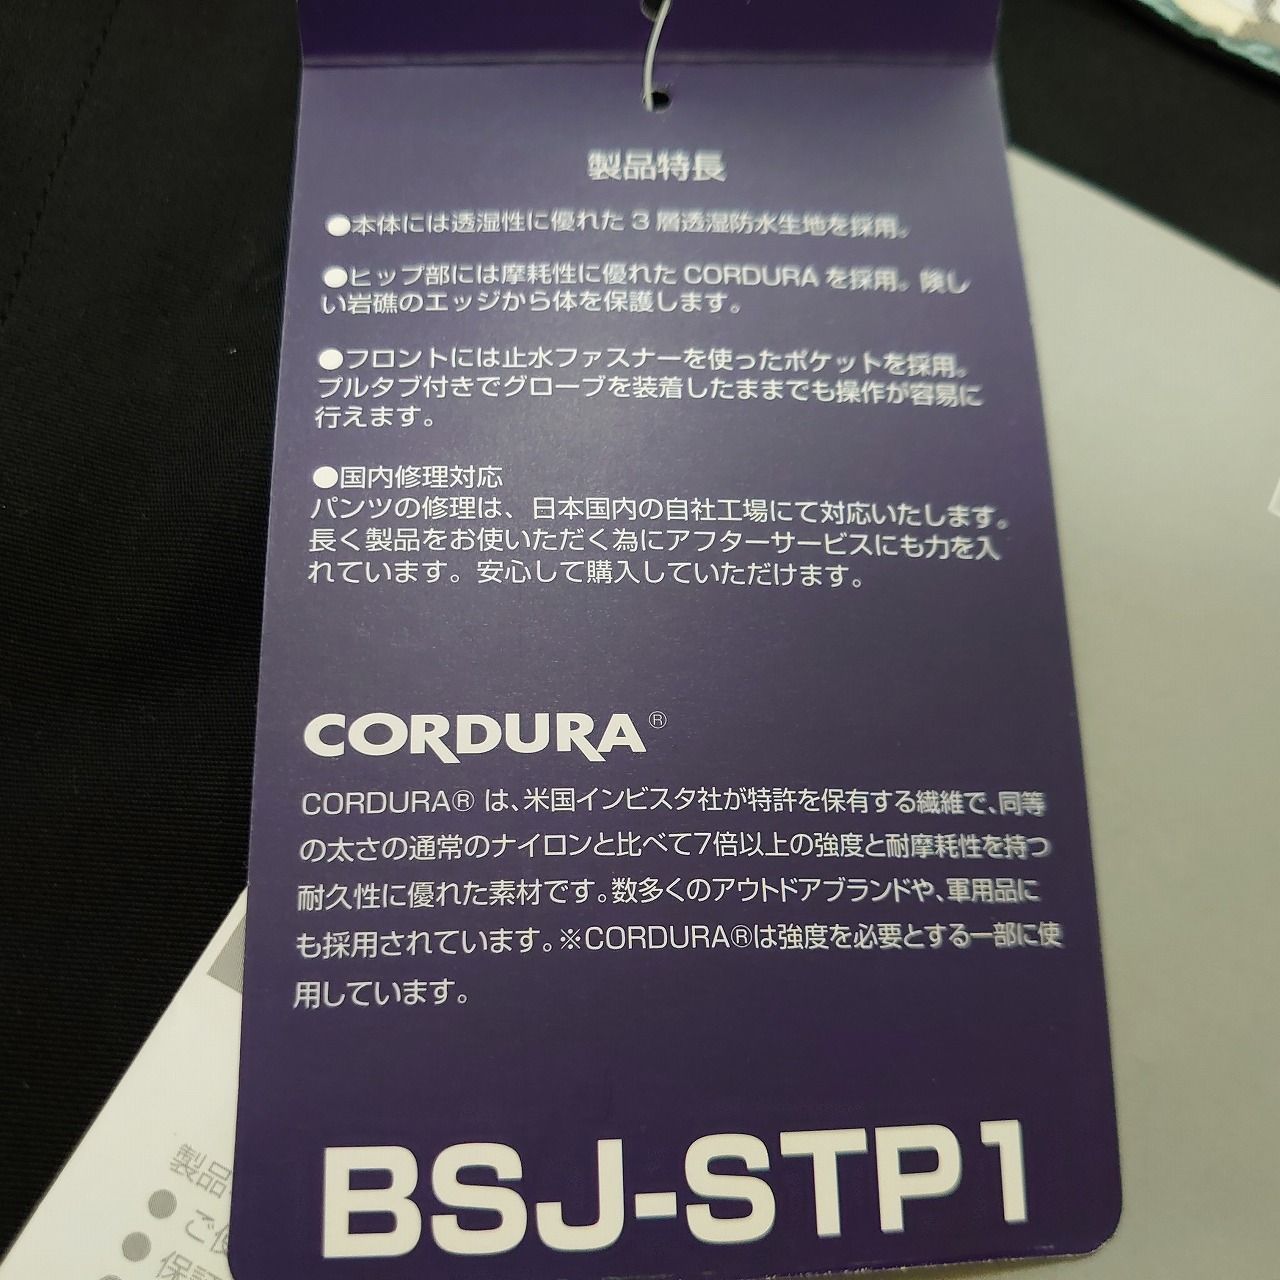 製品特長
●本体には透湿性に優れた3層透湿防水生地を採用。
●ヒップ部には摩耗性に優れたCORDURAを採用。険し
い岩礁のエッジから体を保護します。
●フロントには止水ファスナーを使ったポケットを採用。
プルタブ付きでグローブを装着したままでも操作が容易に
行えます。
●国内修理対応
パンツの修理は、日本国内の自社工場にて対応いたします。
長く製品をお使いただく為にアフターサービスにも力を入
れています。安心して購入していただけます。
CORDURA®
CORDURA®は、米国インビスタ社が特許を保有する繊維で、同等
の太さの通常のナイロンと比べて7倍以上の強度と耐摩耗性を持つ
耐久性に優れた素材です。数多くのアウトドアブランドや、軍用品に
も採用されています。※CORDURA®は強度を必要とする一部に使
用しています。
BSJ-STP1
製品
●ご使
●保証